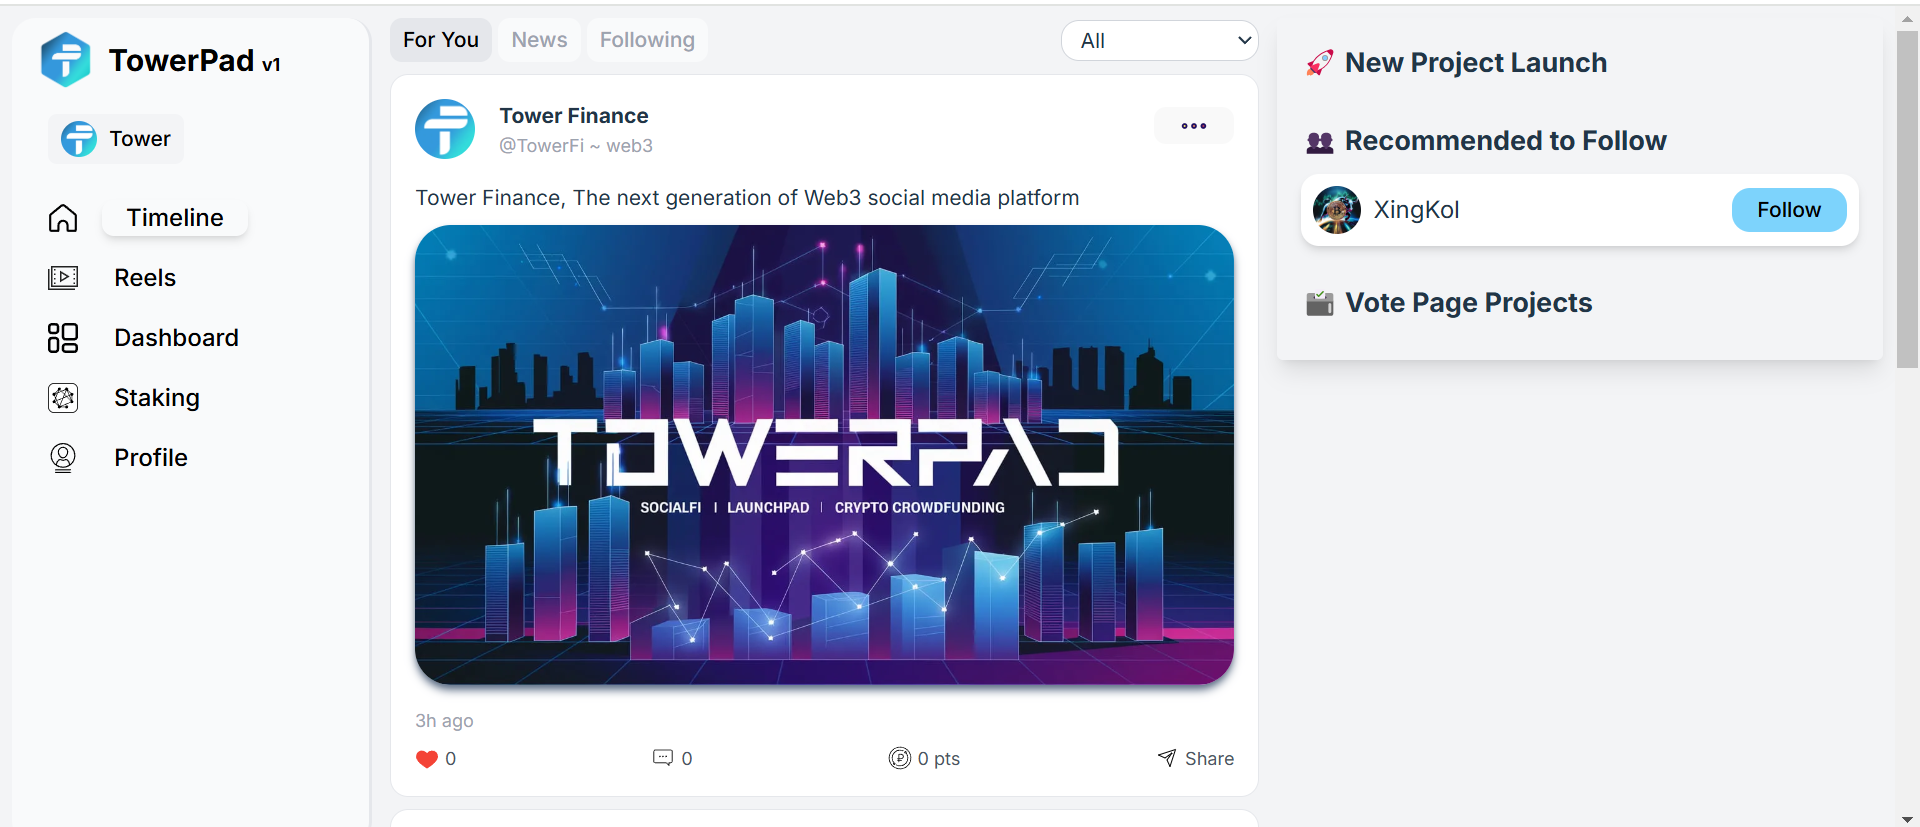 TowerPad v1
Tower
Timeline
Reels
Dashboard
Staking
Profile
For You
News
Following
All
Tower Finance
@TowerFi ~ web3
Tower Finance, The next generation of Web3 social media platform
TOWERPAD
SOCIALFI | LAUNCHPAD | CRYPTO CROWDFUNDING
3h ago
0
0
0 pts
Share
New Project Launch
Recommended to Follow
XingKol
Follow
Vote Page Projects